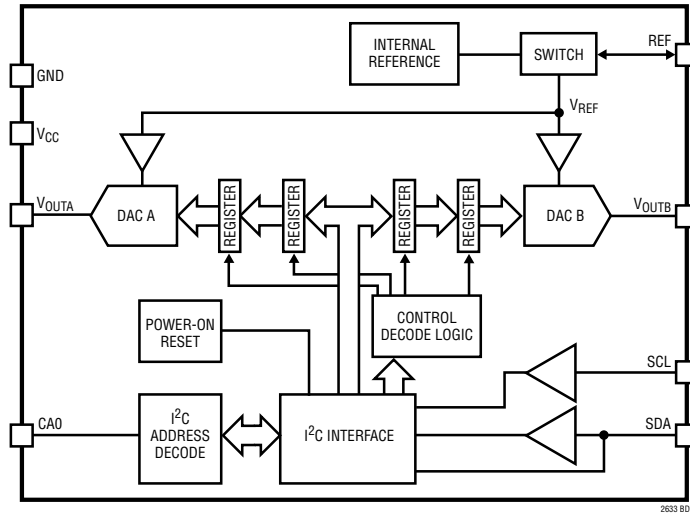 INTERNAL
REFERENCE
SWITCH
REF
GND
VREF
VCC
VOUTA
DAC A
REGISTER
REGISTER
REGISTER
REGISTER
DAC B
VOUTB
POWER-ON
RESET
CONTROL
DECODE LOGIC
SCL
CA0
I2C
ADDRESS
DECODE
I2C INTERFACE
SDA
2633 BD